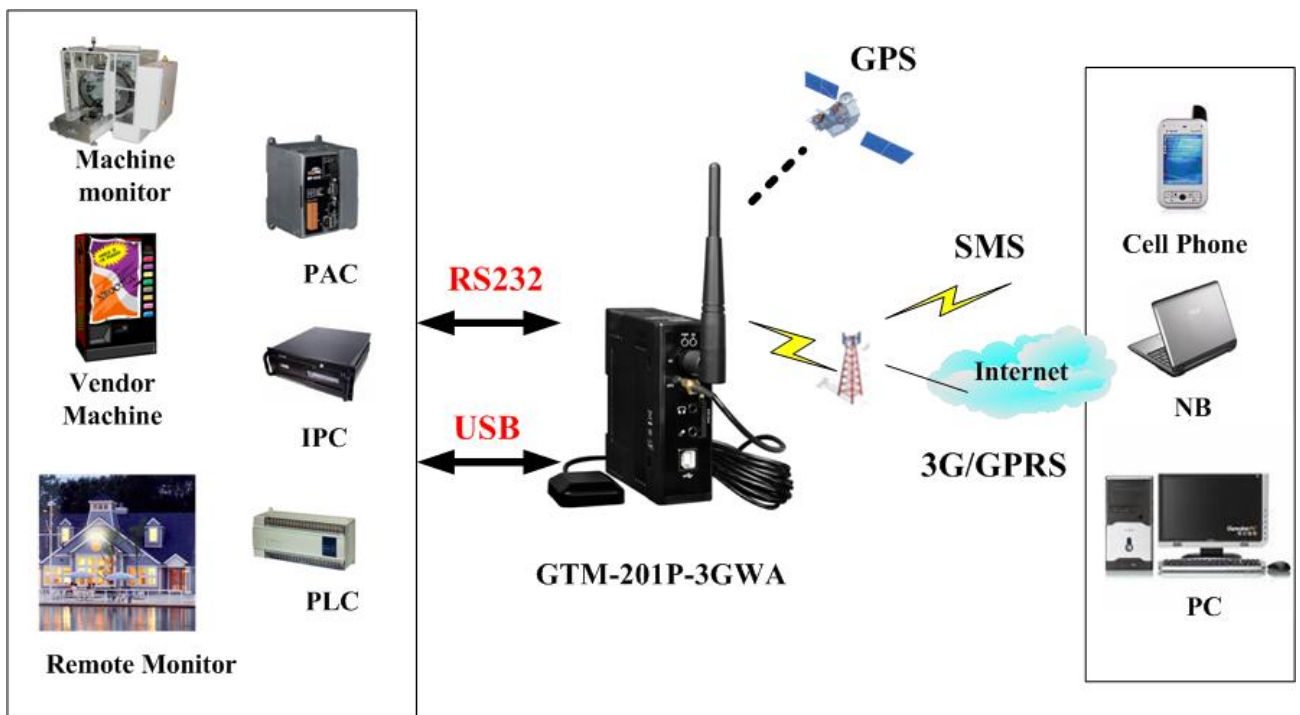 Machine
monitor
PAC
Vendor
Machine
IPC
Remote Monitor
PLC
RS232
USB
GTM-201P-3GWA
GPS
SMS
Internet
3G/GPRS
Cell Phone
NB
PC